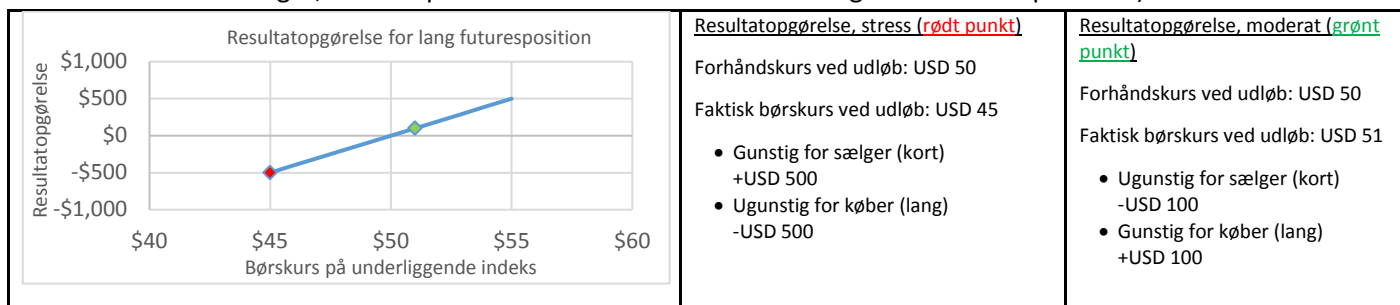 Resultatopgørelse for lang futuresposition
Resultatopgørelse
$1,000
$500
$0
-$500
-$1,000
$40
$45
$50
$55
$60
Børskurs på underliggende indeks
Resultatopgørelse, stress (rødt punkt)
Forhåndskurs ved udløb: USD 50
Faktisk børskurs ved udløb: USD 45
• Gunstig for sælger (kort)
+USD 500
• Ugunstig for køber (lang)
-USD 500
Resultatopgørelse, moderat (grønt
punkt)
Forhåndskurs ved udløb: USD 50
Faktisk børskurs ved udløb: USD 51
• Ugunstig for sælger (kort)
-USD 100
• Gunstig for køber (lang)
+USD 100